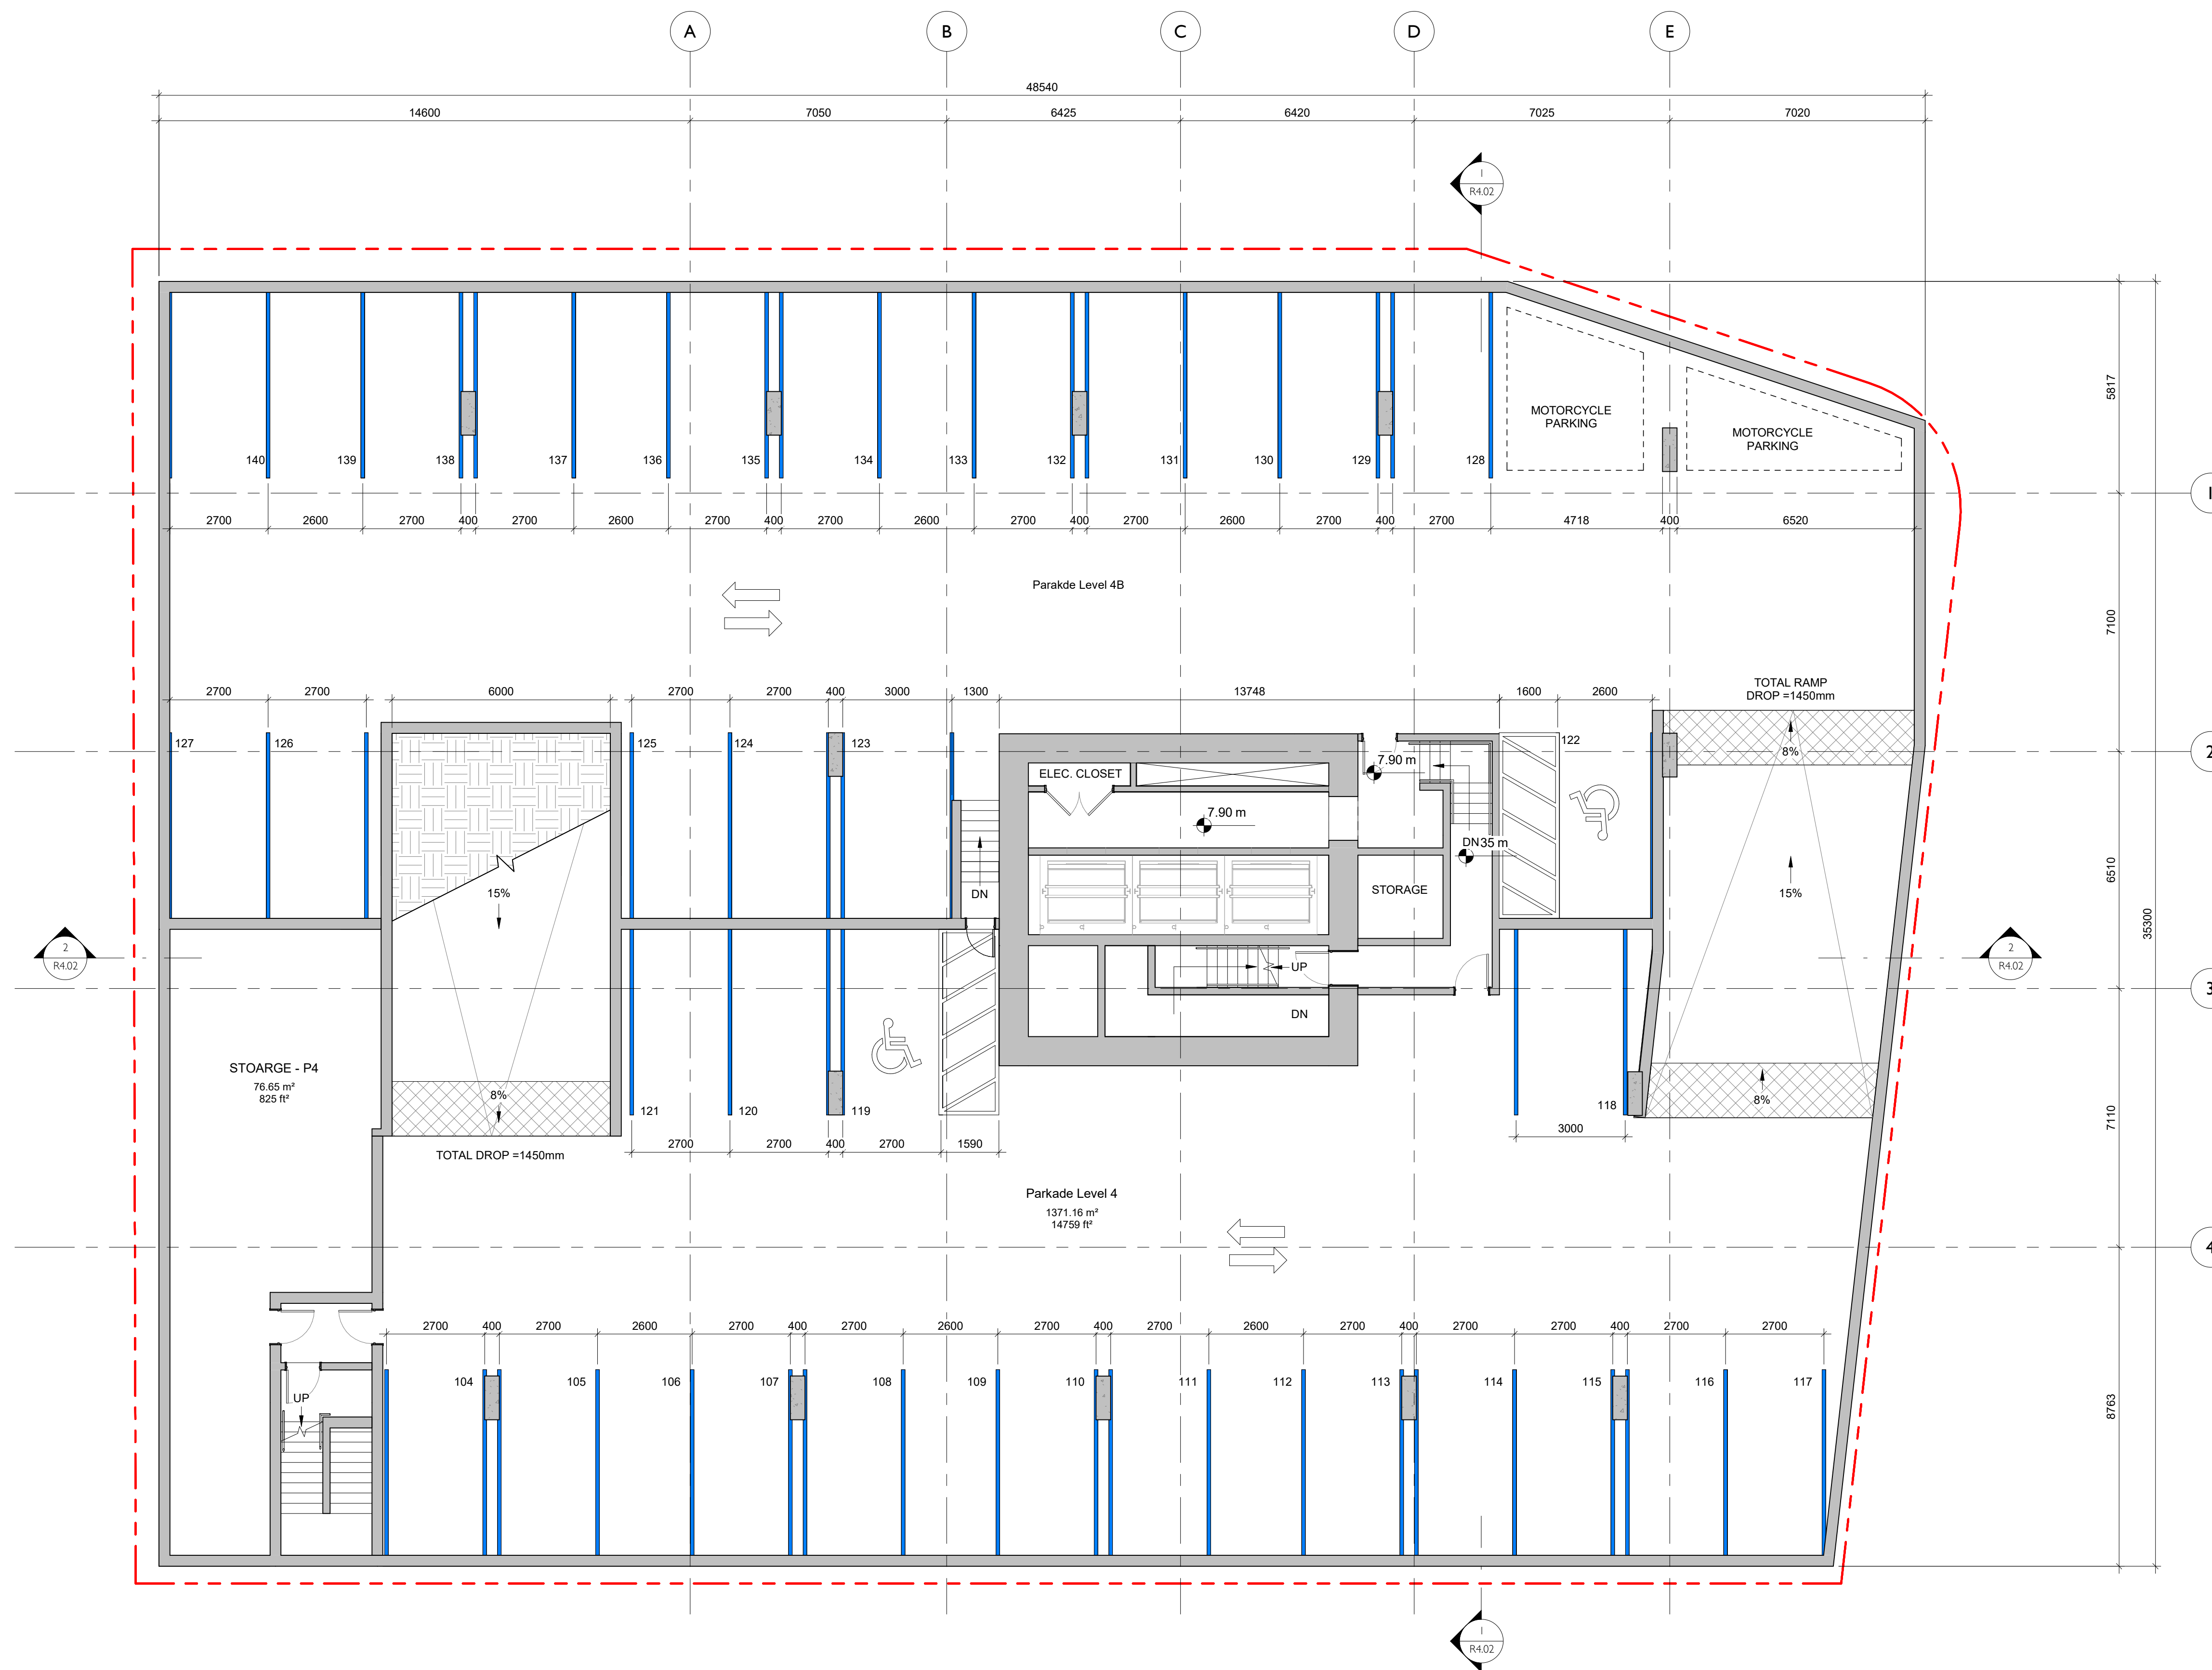 A B C D E
48540
14600 7050 6425 6420 7025 7020
R4.02
MOTORCYCLE
PARKING
MOTORCYCLE
PARKING
5817
140 139 138 137 136 135 134 133 132 131 130 129 128
1
2700 2600 2700 400 2700 2600 2700 400 2700 2600 2700 400 2700 2600 2700 400 2700 4718 400 6520
Parakde Level 4B
7100
TOTAL RAMP
DROP =1450mm
2700 2700 6000 2700 2700 400 3000 1300 13748 1600 2600
127 126 125 124 123 122
8%
2
7.90 m
ELEC. CLOSET
7.90 m
DN 35 m
15%
DN
STORAGE
15%
6510
35300
2
R4.02
2
R4.02
UP
3
DN
STOARGE - P4
76.65 m²
825 ft²
8%
8%
121 120 119 118
7110
3000
2700 2700 400 2700 1590
TOTAL DROP =1450mm
Parkade Level 4
1371.16 m²
14759 ft²
4
2700 400 2700 2600 2700 400 2700 2600 2700 400 2700 2600 2700 400 2700 2700 400 2700 2700
104 105 106 107 108 109 110 111 112 113 114 115 116 117
UP
8763
R4.02